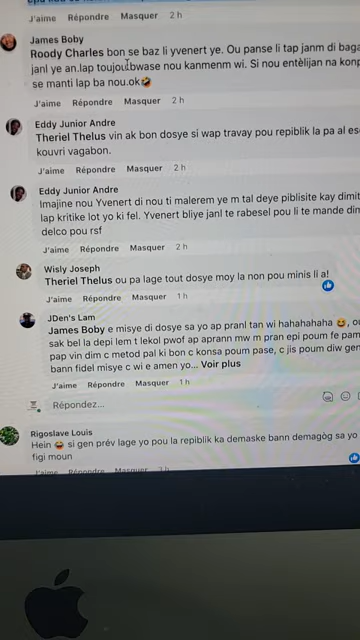 J'aime Répondre Masquer 2 h
James Boby
Roody Charles bon se baz li yvenert ye. Ou panse li tap janm di baga
janl ye an.lap toujou bwase nou kanmenm wi. Si nou entèlijan na konp
se manti lap ba nou.ok🤣
J'aime Répondre Masquer 2 h
Eddy Junior Andre
Theriel Thelus vin ak bon dosye si wap travay pou repiblik la pa al es
kouvri vagabon.
J'aime Répondre Masquer 2 h
Eddy Junior Andre
Imajine nou Yvenert di nou ti malerem ye m tal deye piblisite kay dimit
lap kritike lot yo ki fel. Yvenert bliye janl te rabesel pou li te mande dim
delco pou rsf
J'aime Répondre Masquer 2 h
Wisly Joseph
Theriel Thelus ou pa lage tout dosye moy la non pou minis li a!
J'aime Répondre Masquer 1 h
JDen's Lam
James Boby e misye di dosye sa yo ap pranl tan wi hahahahaha 😅, ou
sak bel la depi lem t lekol pwof ap aprann mw m pran epi poum fe pam
pap vin dim c metod pal ki bon c konsa poum pase, c jis poum diw gen
bann fidel misye c wi e amen yo... Voir plus
J'aime Répondre Masquer 1 h
Répondez...
Rigoslave Louis
Hein 😂 si gen prèv lage yo pou la repiblik ka demaske bann demagòg sa yo
figi moun
J'aime Répondre Masquer